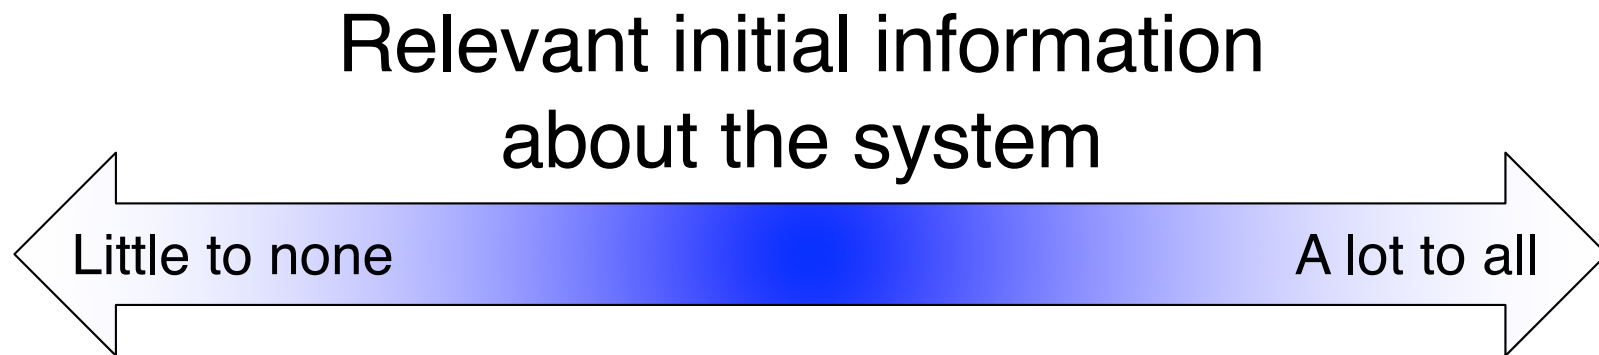 Relevant initial information
about the system
Little to none
A lot to all